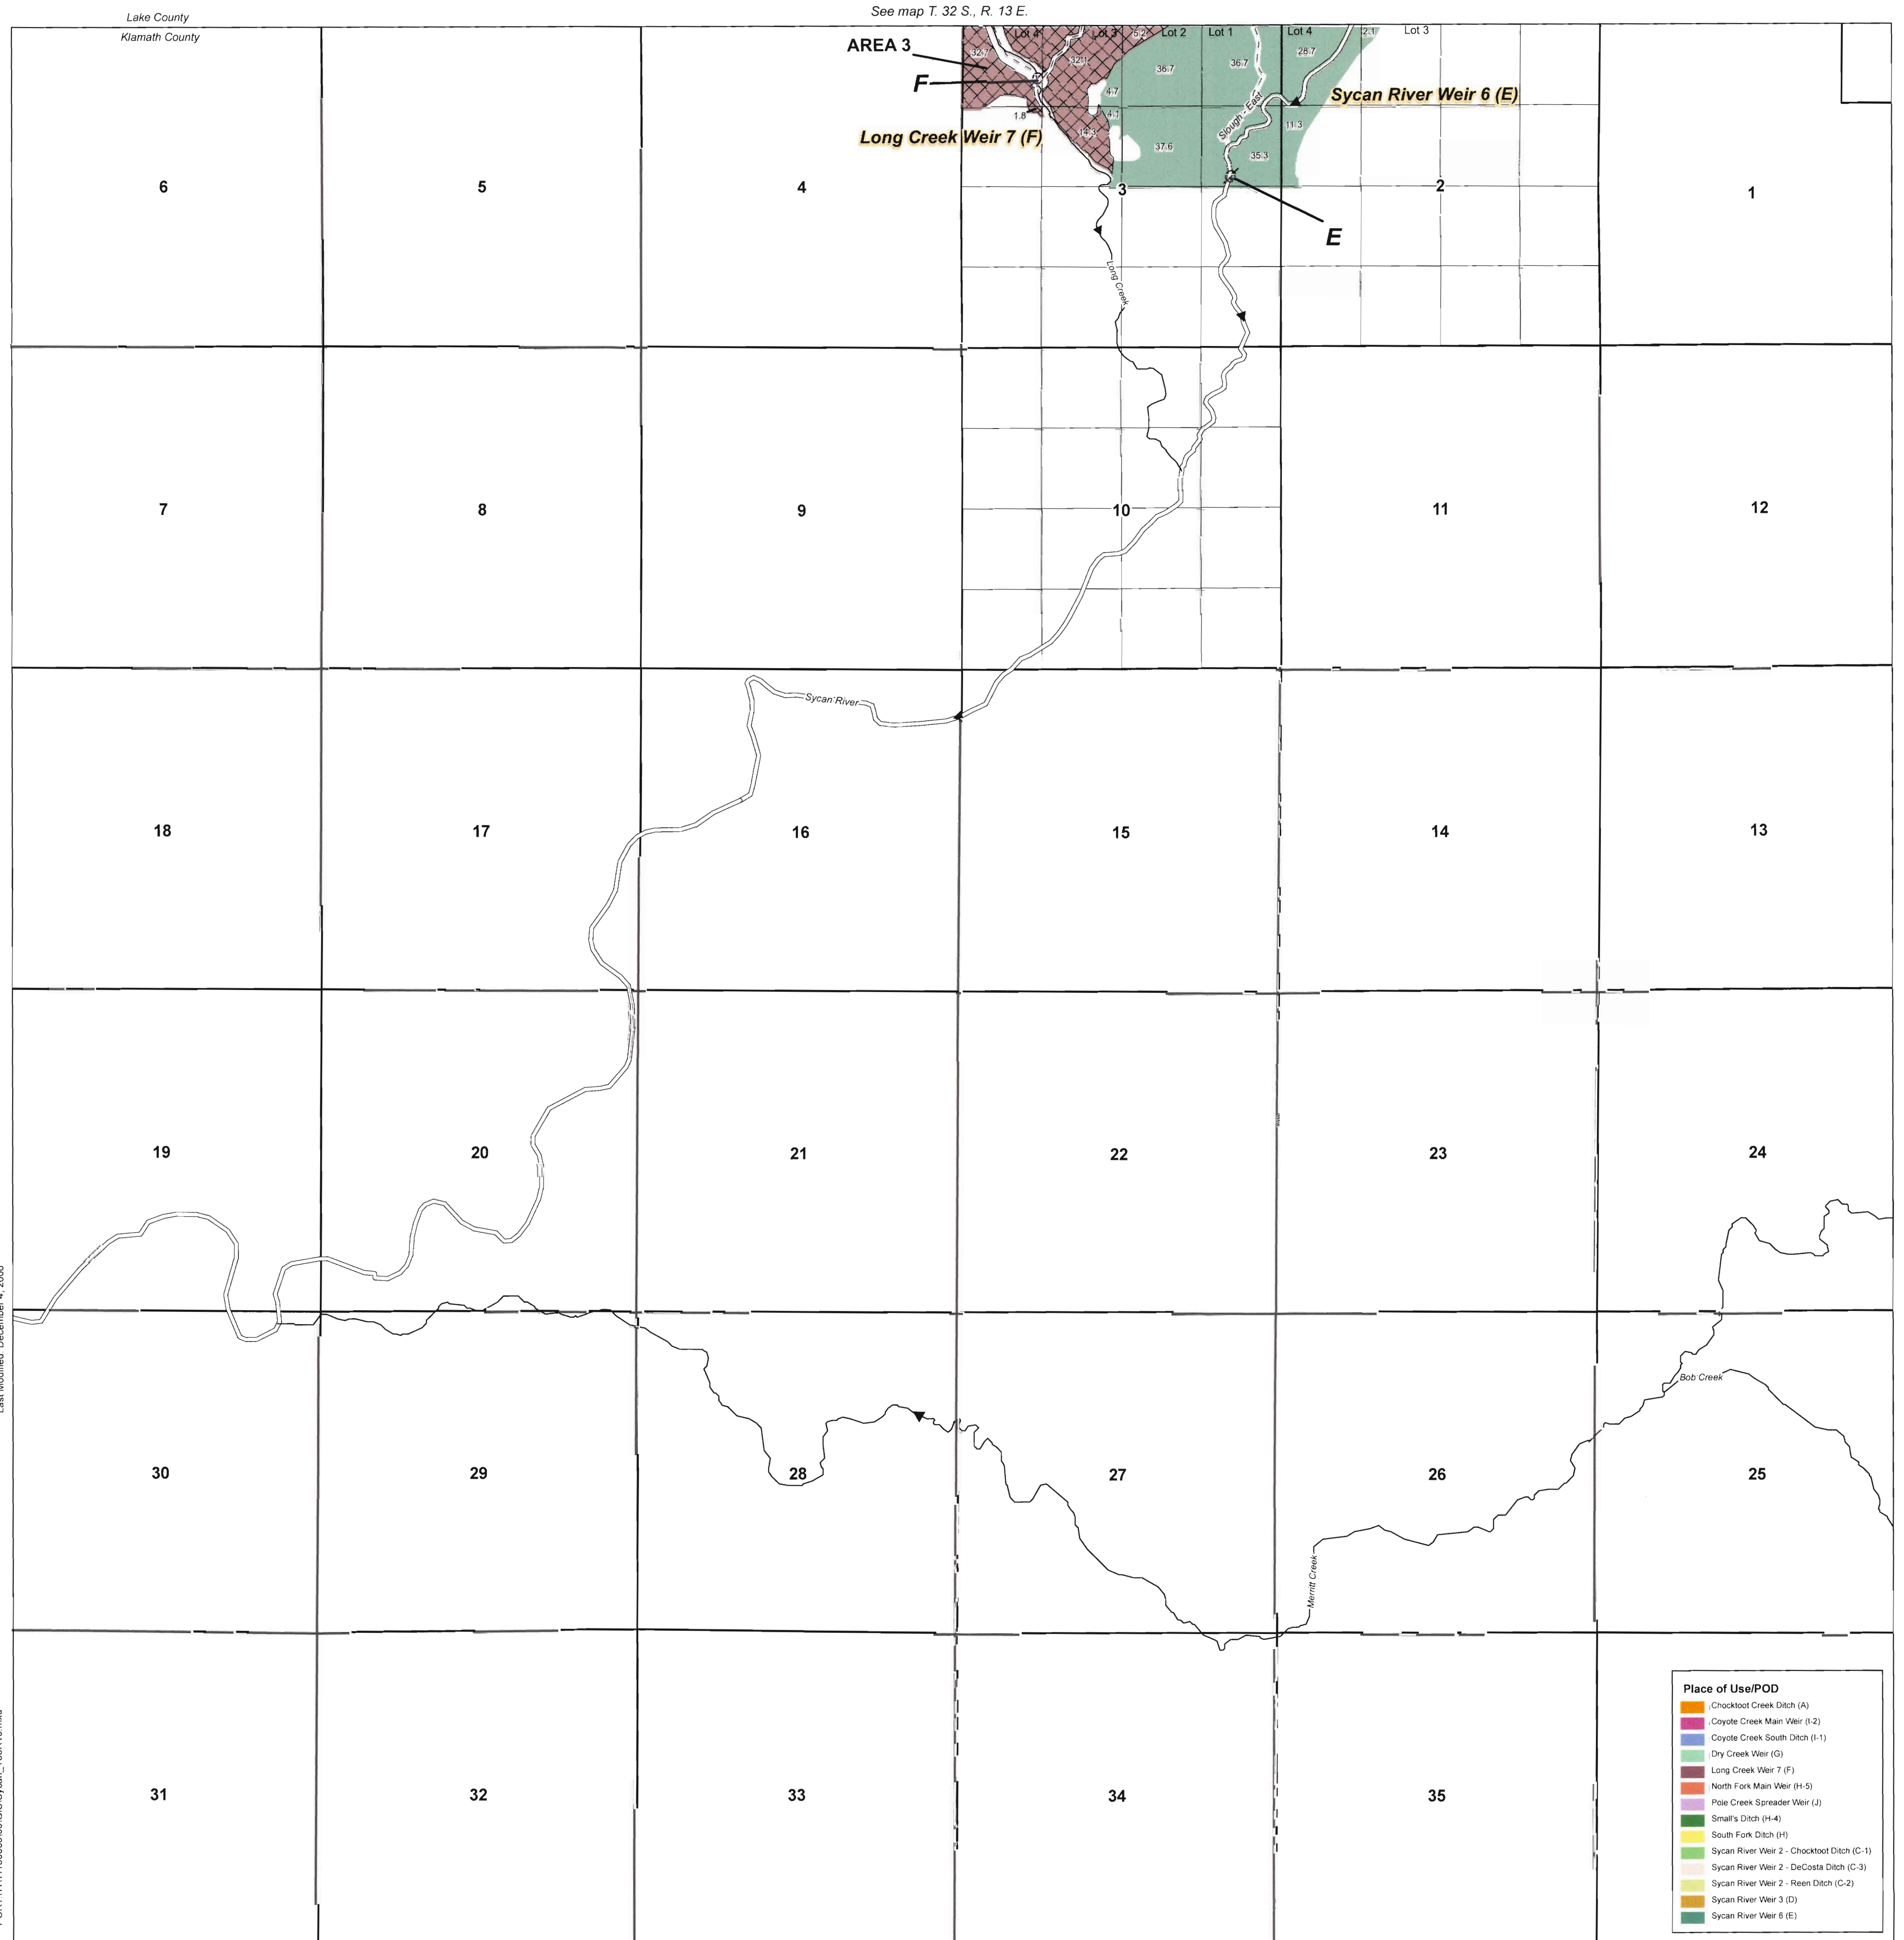 See map T. 32 S., R. 13 E.
Lake County
Klamath County
AREA 3
F
Long Creek Weir 7 (F)
Sycan River Weir 6 (E)
E
Lot 4
Lot 3
5.2
Lot 2
Lot 1
Lot 4
2.1
Lot 3
32.7
32.1
36.7
36.7
28.7
4.7
1.8
4.1
14.3
37.6
35.3
11.3
Slough - East
Long Creek
6
5
4
3
2
1
7
8
9
10
11
12
Sycan River
18
17
16
15
14
13
19
20
21
22
23
24
Bob Creek
30
29
28
27
26
25
Merritt Creek
31
32
33
34
35
Place of Use/POD
Chocktoot Creek Ditch (A)
Coyote Creek Main Weir (I-2)
Coyote Creek South Ditch (I-1)
Dry Creek Weir (G)
Long Creek Weir 7 (F)
North Fork Main Weir (H-5)
Pole Creek Spreader Weir (J)
Small's Ditch (H-4)
South Fork Ditch (H)
Sycan River Weir 2 - Chocktoot Ditch (C-1)
Sycan River Weir 2 - DeCosta Ditch (C-3)
Sycan River Weir 2 - Reen Ditch (C-2)
Sycan River Weir 3 (D)
Sycan River Weir 6 (E)